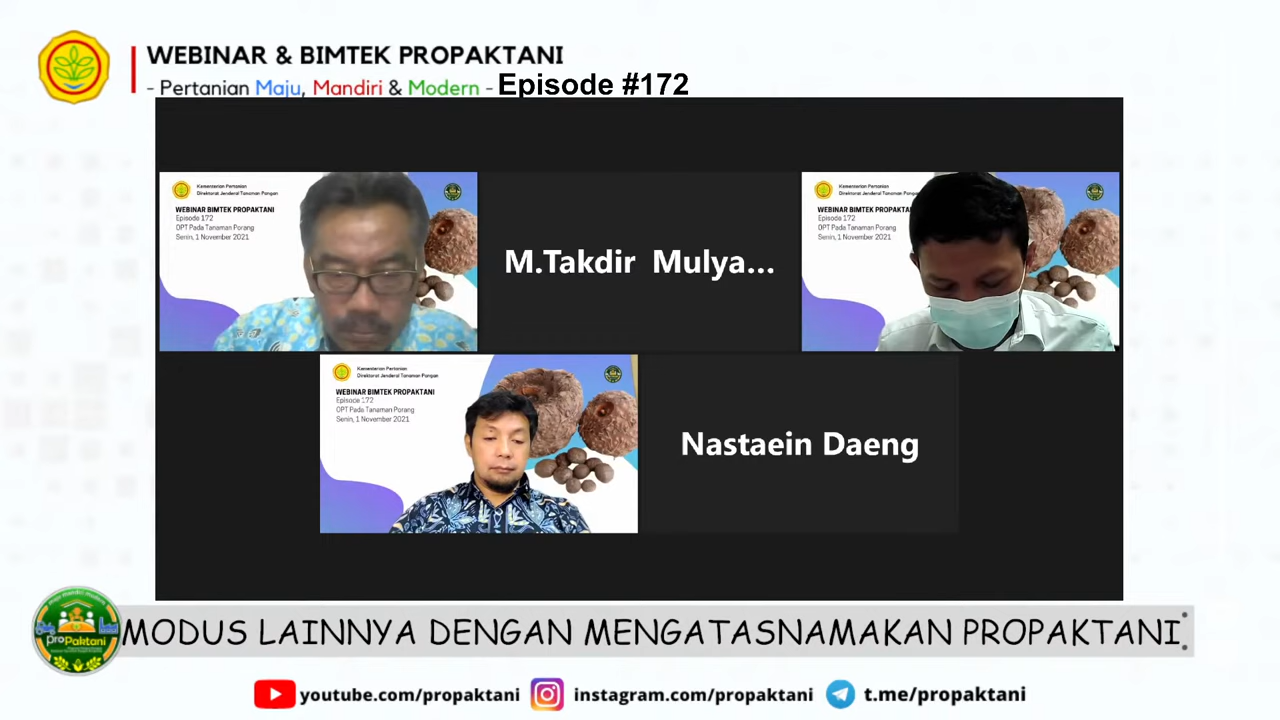 WEBINAR & BIMTEK PROPAKTANI
- Pertanian Maju, Mandiri & Modern - Episode #172
Kementerian Pertanian
Direktorat Jenderal Tanaman Pangan
WEBINAR BIMTEK PROPAKTANI
Episode 172
OPT Pada Tanaman Porang
Senin, 1 November 2021
M.Takdir Mulya...
Kementerian Pertanian
Direktorat Jenderal Tanaman Pangan
WEBINAR BIMTEK PROPAKTANI
Episode 172
OPT Pada Tanaman Porang
Senin, 1 November 2021
Kementerian Pertanian
Direktorat Jenderal Tanaman Pangan
WEBINAR BIMTEK PROPAKTANI
Episode 172
OPT Pada Tanaman Porang
Senin, 1 November 2021
Nastaein Daeng
proPaktani
MODUS LAINNYA DENGAN MENGATASNAMAKAN PROPAKTANI
youtube.com/propaktani
instagram.com/propaktani
t.me/propaktani